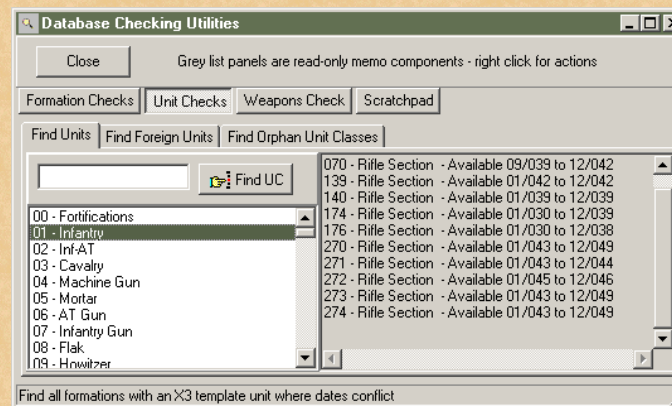 Database Checking Utilities
Close
Grey list panels are read-only memo components - right click for actions
Formation Checks
Unit Checks
Weapons Check
Scratchpad
Find Units
Find Foreign Units
Find Orphan Unit Classes
Find UC
00 - Fortifications
01 - Infantry
02 - Inf-AT
03 - Cavalry
04 - Machine Gun
05 - Mortar
06 - AT Gun
07 - Infantry Gun
08 - Flak
09 - Howitzer
070 - Rifle Section - Available 09/039 to 12/042
139 - Rifle Section - Available 01/042 to 12/042
140 - Rifle Section - Available 01/039 to 12/039
174 - Rifle Section - Available 01/030 to 12/039
176 - Rifle Section - Available 01/030 to 12/038
270 - Rifle Section - Available 01/043 to 12/049
271 - Rifle Section - Available 01/043 to 12/044
272 - Rifle Section - Available 01/045 to 12/046
273 - Rifle Section - Available 01/043 to 12/049
274 - Rifle Section - Available 01/043 to 12/049
Find all formations with an X3 template unit where dates conflict